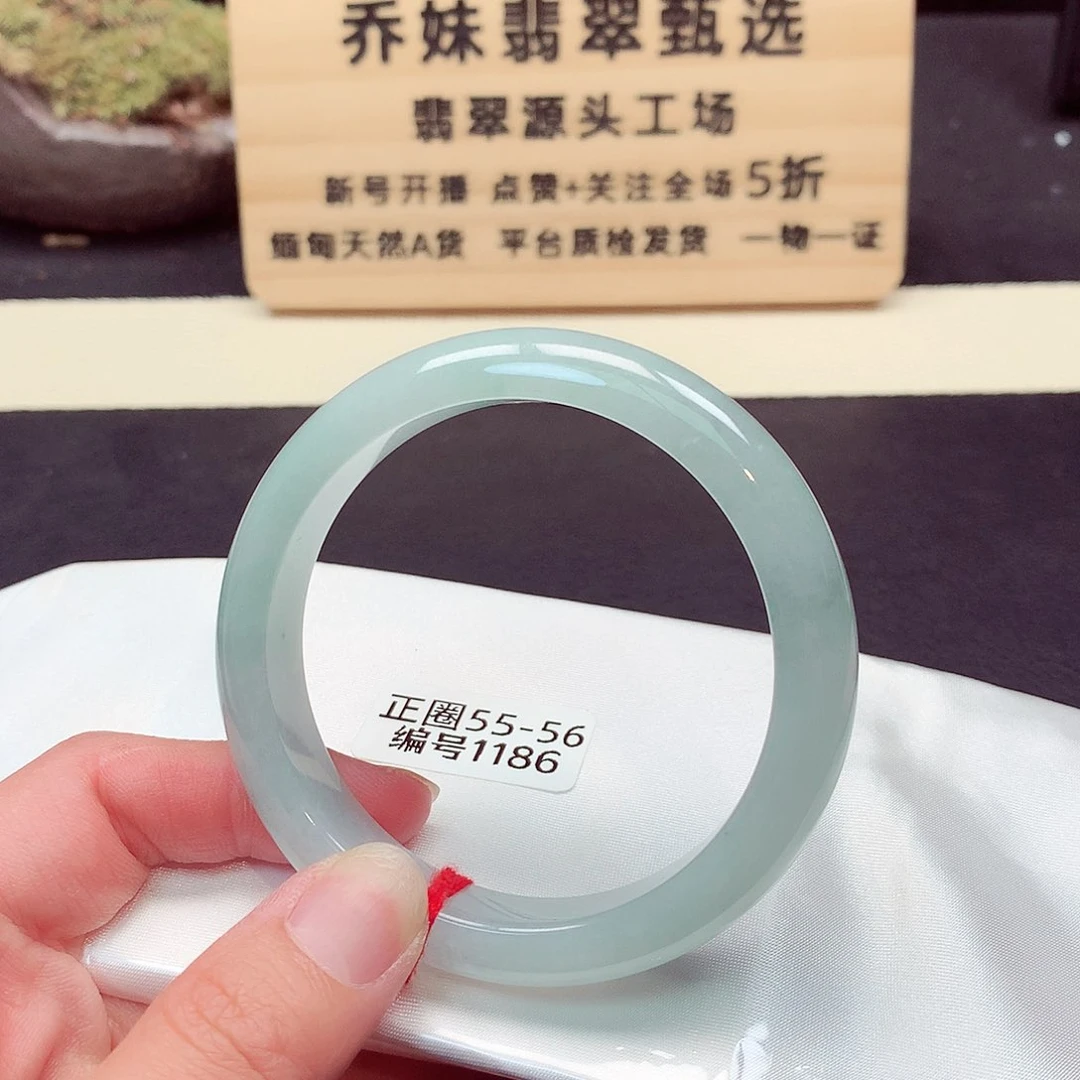 乔妹翡翠甄选
翡翠源头工场
新号开播 点赞+关注全场5折
缅甸天然A货 平台质检发货 一物一证
正圈55-56
编号1186